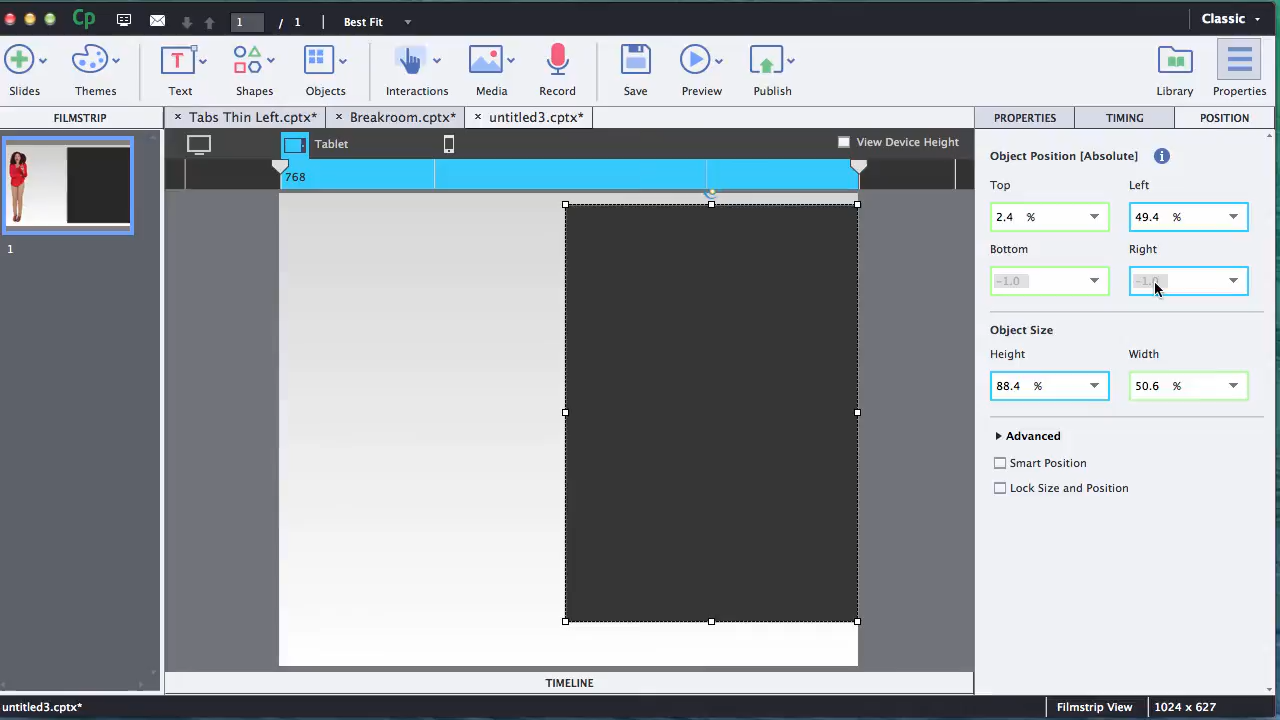 Cp 1 / 1 Best Fit Classic
Slides Themes Text Shapes Objects Interactions Media Record Save Preview Publish Library Properties
FILMSTRIP × Tabs Thin Left.cptx* × Breakroom.cptx* × untitled3.cptx* PROPERTIES TIMING POSITION
Tablet View Device Height
768
Object Position [Absolute] i
Top Left
2.4 % 49.4 %
Bottom Right
-1.0 -1.0
1
Object Size
Height Width
88.4 % 50.6 %
Advanced
Smart Position
Lock Size and Position
TIMELINE
untitled3.cptx* Filmstrip View 1024 x 627